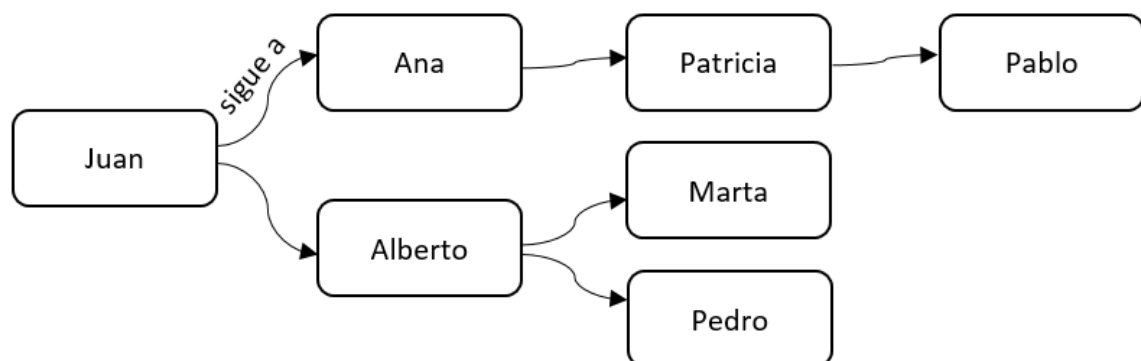 sigue a
Ana
Patricia
Pablo
Juan
Marta
Alberto
Pedro